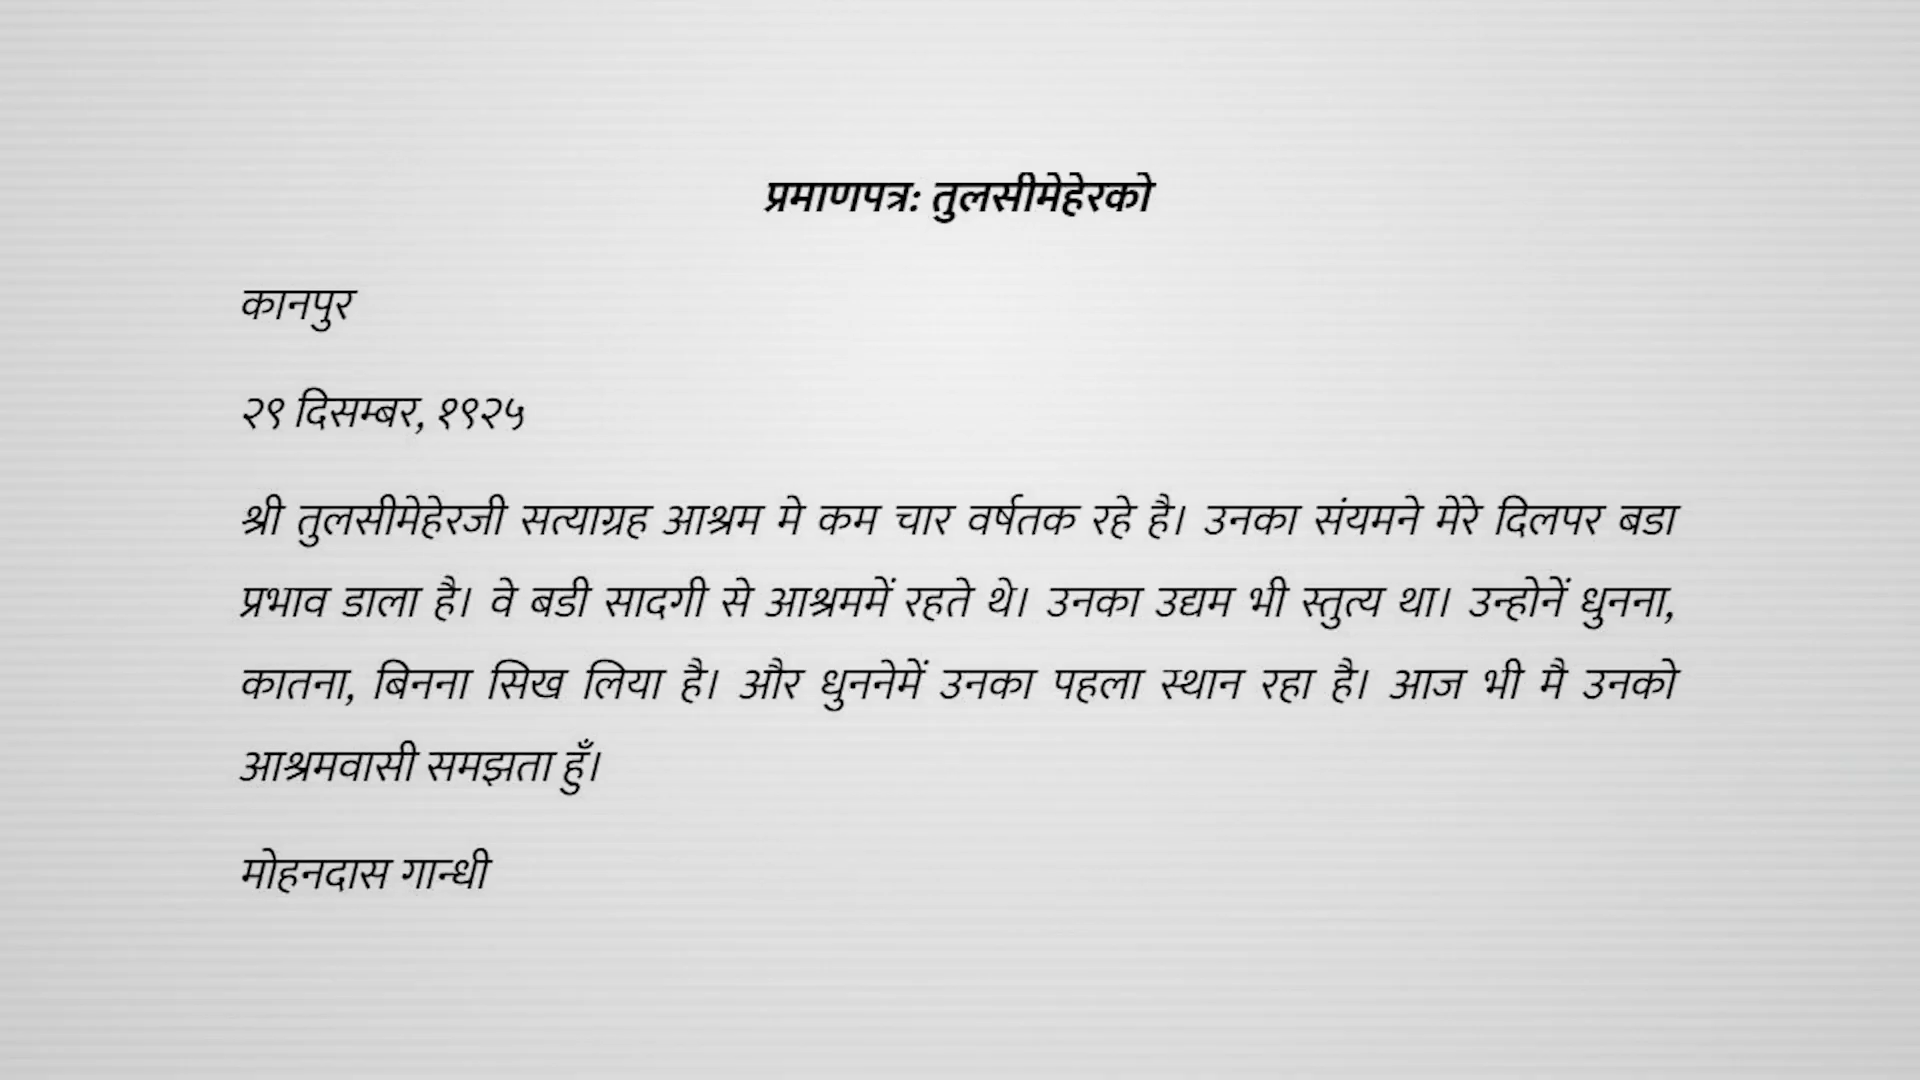 प्रमाणपत्र: तुलसीमेहेरको
कानपुर
२९ दिसम्बर, १९२५
श्री तुलसीमेहेरजी सत्याग्रह आश्रम मे कम चार वर्षतक रहे है। उनका संयमने मेरे दिलपर बडा
प्रभाव डाला है। वे बडी सादगी से आश्रममें रहते थे। उनका उद्यम भी स्तुत्य था। उन्होनें धुनना,
कातना, बिनना सिख लिया है। और धुननेमें उनका पहला स्थान रहा है। आज भी मै उनको
आश्रमवासी समझता हुँ।
मोहनदास गान्धी